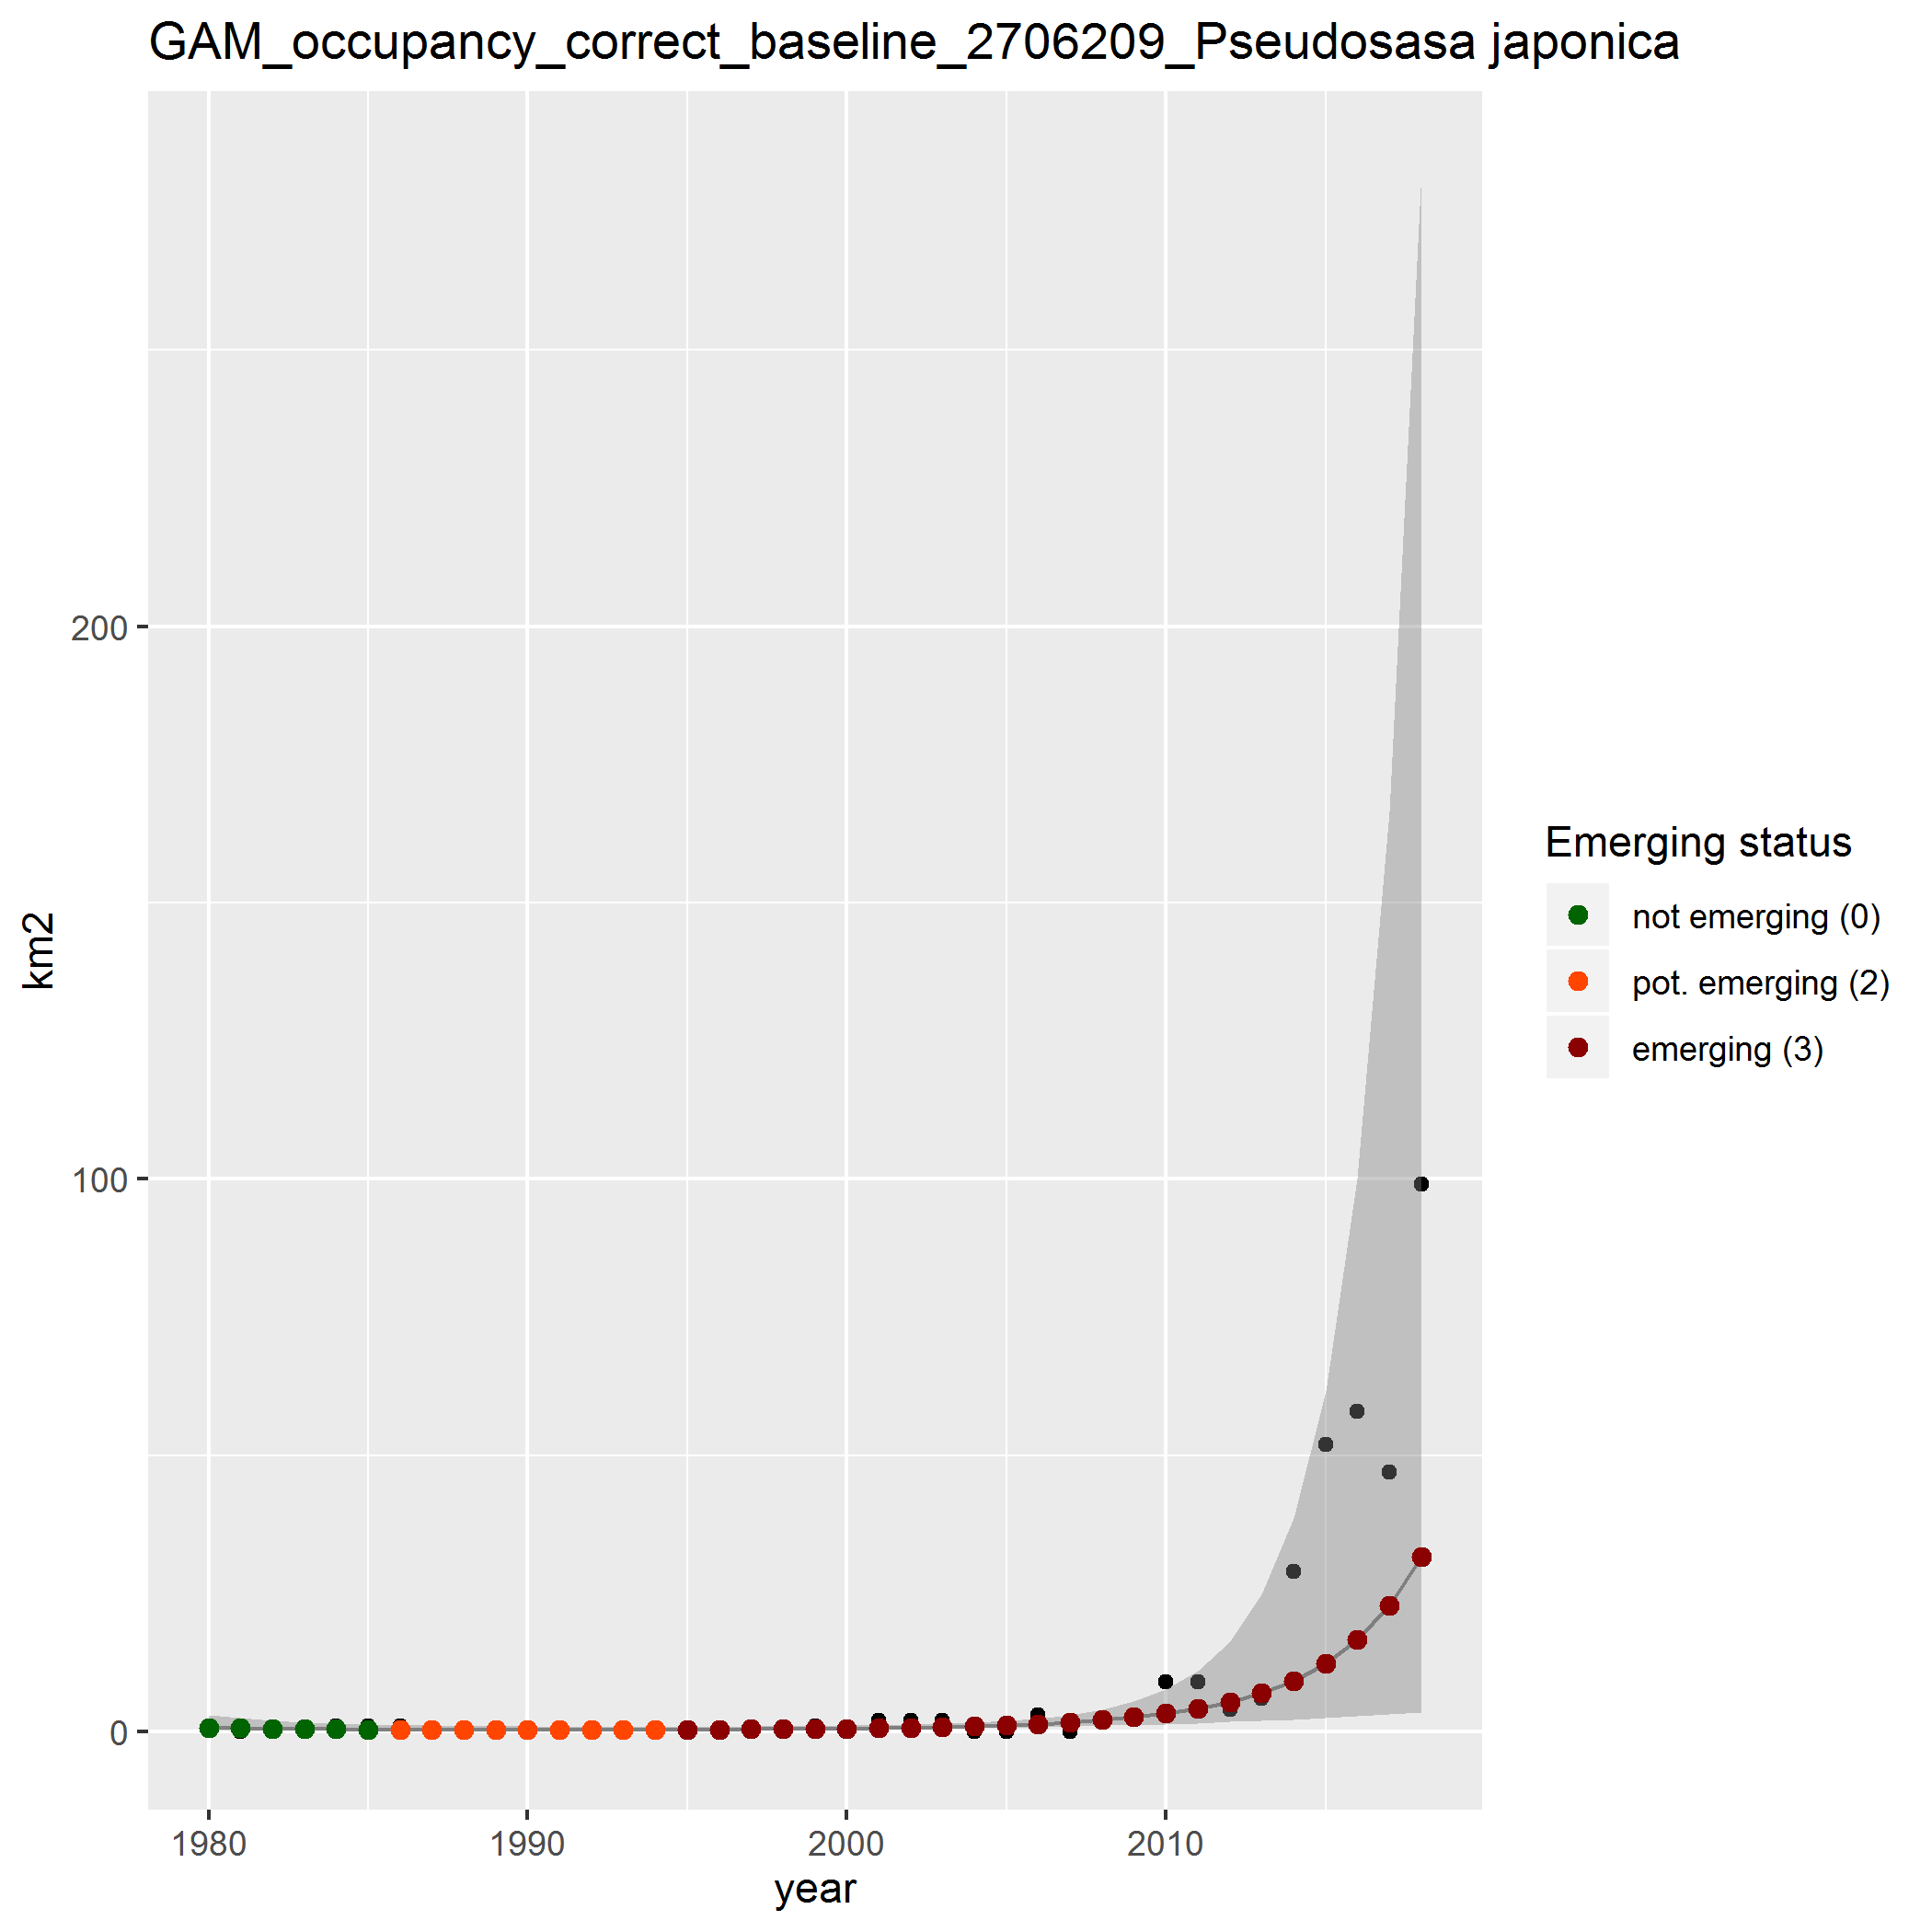 GAM_occupancy_correct_baseline_2706209_Pseudosasa japonica
km2
200
100
0
1980
1990
2000
2010
year
Emerging status
not emerging (0)
pot. emerging (2)
emerging (3)